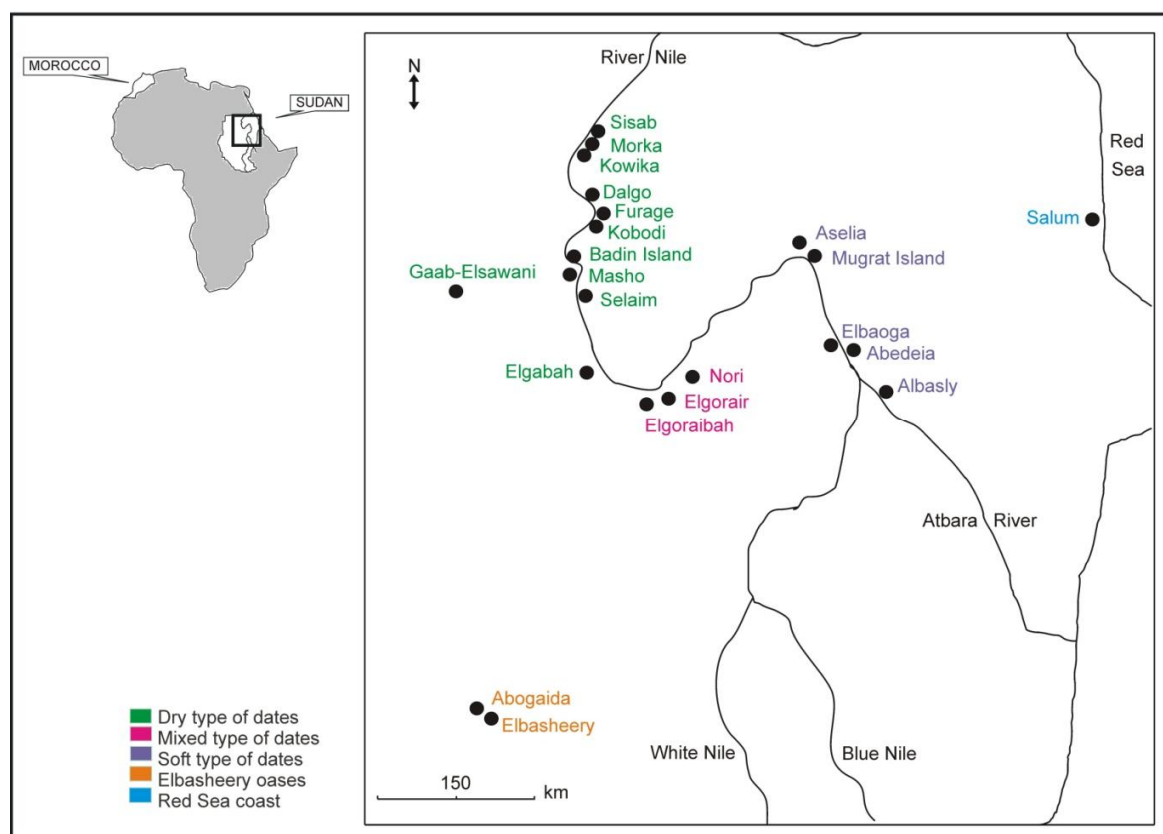 MOROCCO
SUDAN
N
River Nile
Sisab
Morka
Kowika
Dalgo
Furage
Kobodi
Badin Island
Masho
Selaim
Gaab-Elsawani
Elgabah
Nori
Elgorair
Elgoraibah
Aselia
Mugrat Island
Elbaoga
Abedeia
Albasly
Salum
Red
Sea
Atbara River
Abogaida
Elbasheery
White Nile
Blue Nile
150
km
Dry type of dates
Mixed type of dates
Soft type of dates
Elbasheery oases
Red Sea coast